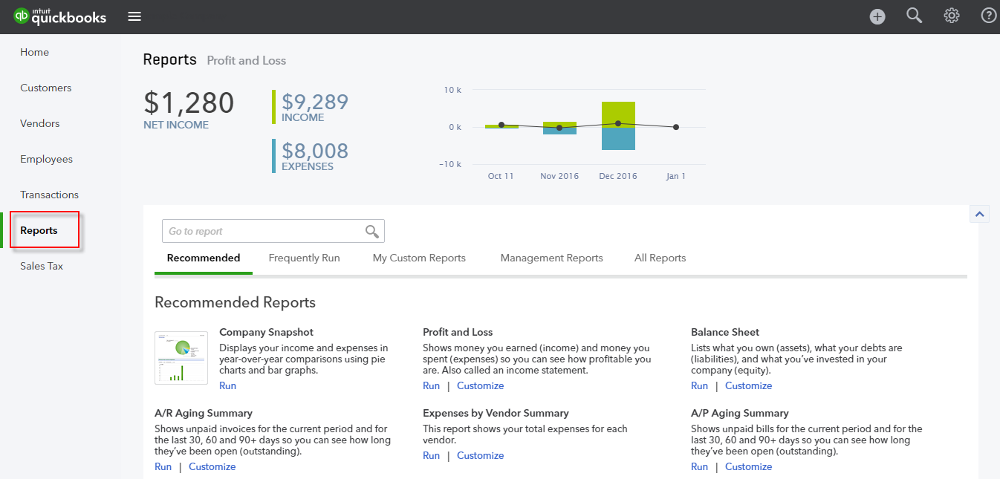 intuit
quickbooks
Home
Customers
Vendors
Employees
Transactions
Reports
Sales Tax
Reports Profit and Loss
$1,280
NET INCOME
$9,289
INCOME
$8,008
EXPENSES
10 k
0 k
-10 k
Oct 11 Nov 2016 Dec 2016 Jan 1
Go to report
Recommended Frequently Run My Custom Reports Management Reports All Reports
Recommended Reports
Company Snapshot
Displays your income and expenses in
year-over-year comparisons using pie
charts and bar graphs.
Run
Profit and Loss
Shows money you earned (income) and money you
spent (expenses) so you can see how profitable you
are. Also called an income statement.
Run | Customize
Balance Sheet
Lists what you own (assets), what your debts are
(liabilities), and what you’ve invested in your
company (equity).
Run | Customize
A/R Aging Summary
Shows unpaid invoices for the current period and for
the last 30, 60 and 90+ days so you can see how long
they’ve been open (outstanding).
Run | Customize
Expenses by Vendor Summary
This report shows your total expenses for each
vendor.
Run | Customize
A/P Aging Summary
Shows unpaid bills for the current period and for the
last 30, 60 and 90+ days so you can see how long
they’ve been open (outstanding).
Run | Customize